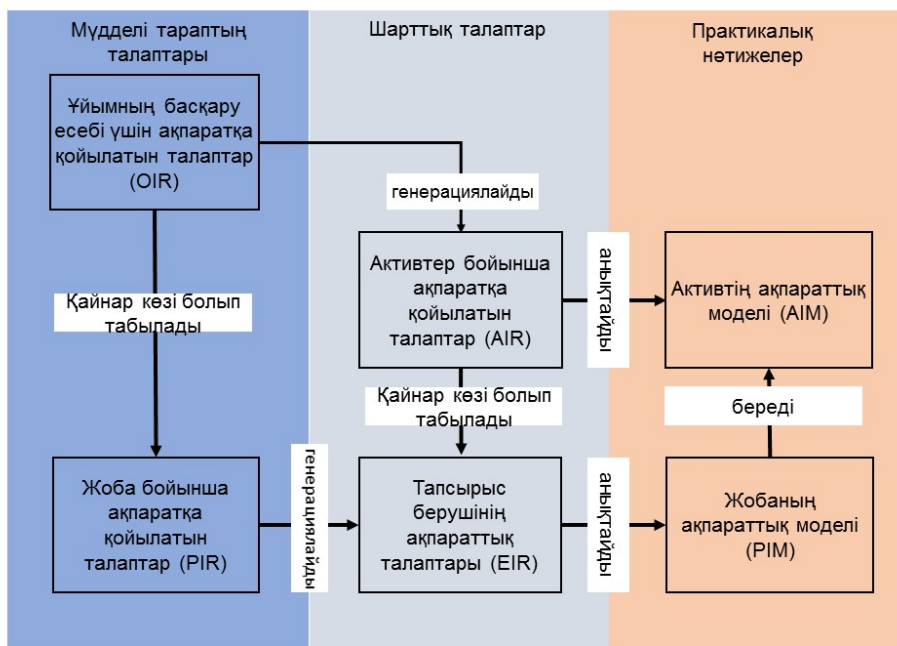 Мүдделі тараптың
талаптары
Шарттық талаптар
Практикалық
нәтижелер
Ұйымның басқару
есебі үшін ақпаратқа
қойылатын талаптар
(OIR)
генерациялайды
Активтер бойынша
ақпаратқа
қойылатын
талаптар (AIR)
анықтайды
Активтің ақпараттық
моделі (AIM)
Қайнар көзі болып
табылады
Қайнар көзі болып
табылады
береді
Жоба бойынша
ақпаратқа
қойылатын
талаптар (PIR)
генерациялайды
Тапсырыс
берушінің
ақпараттық
талаптары (EIR)
анықтайды
Жобаның
ақпараттық моделі
(PIM)